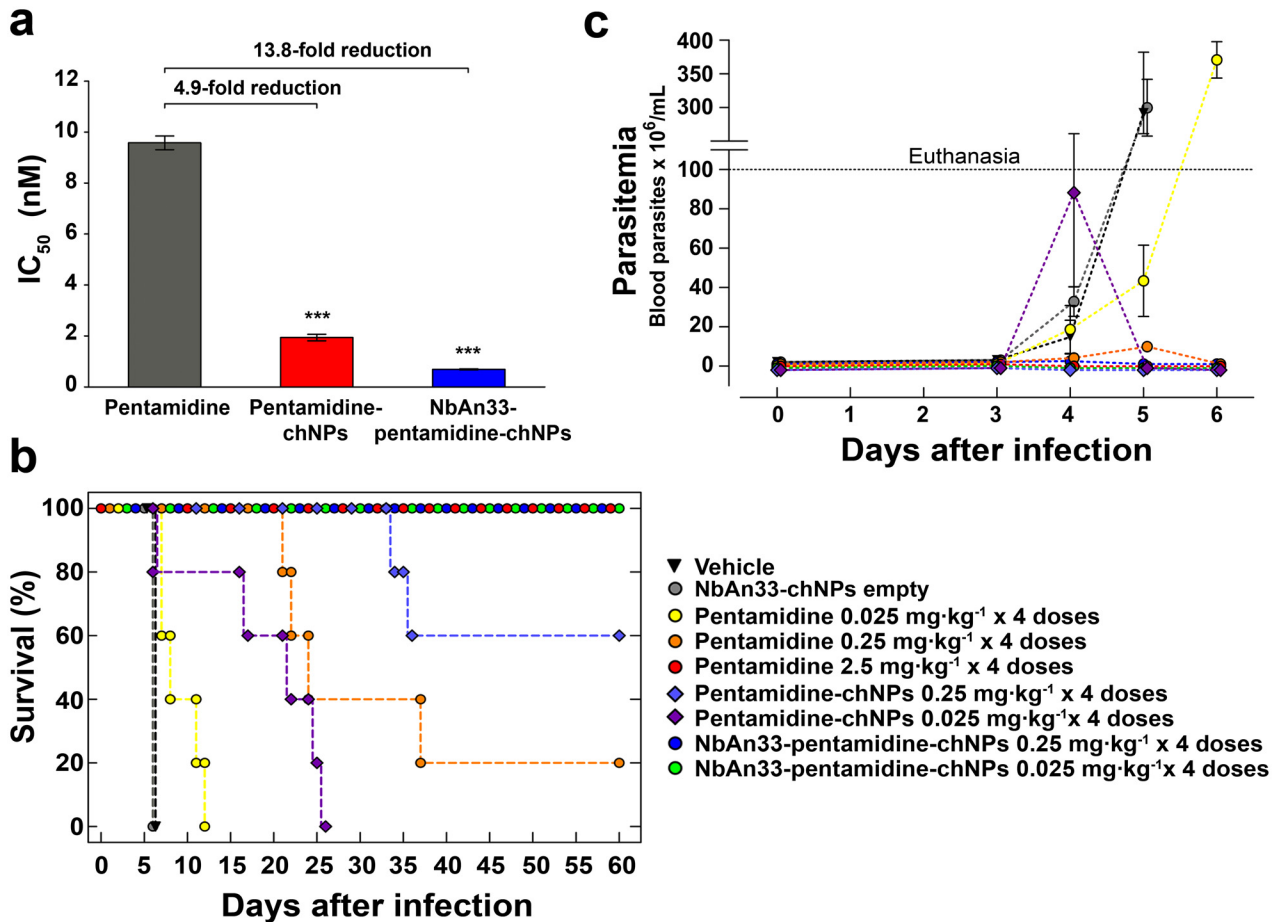 a
13.8-fold reduction
4.9-fold reduction
12
10
8
6
4
2
0
IC50 (nM)
***
***
Pentamidine
Pentamidine-
chNPs
NbAn33-
pentamidine-chNPs
c
400
350
300
100
80
60
40
20
0
Parasitemia
Blood parasites x 10⁶/mL
Euthanasia
0 1 2 3 4 5 6
Days after infection
b
100
80
60
40
20
0
Survival (%)
0 5 10 15 20 25 30 35 40 45 50 55 60
Days after infection
Vehicle
NbAn33-chNPs empty
Pentamidine 0.025 mg·kg⁻¹ x 4 doses
Pentamidine 0.25 mg·kg⁻¹ x 4 doses
Pentamidine 2.5 mg·kg⁻¹ x 4 doses
Pentamidine-chNPs 0.25 mg·kg⁻¹ x 4 doses
Pentamidine-chNPs 0.025 mg·kg⁻¹x 4 doses
NbAn33-pentamidine-chNPs 0.25 mg·kg⁻¹ x 4 doses
NbAn33-pentamidine-chNPs 0.025 mg·kg⁻¹x 4 doses